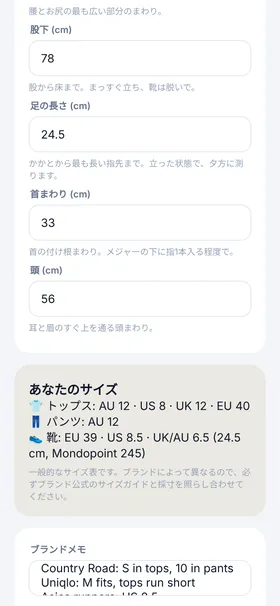 腰とお尻の最も広い部分のまわり。
股下 (cm)
78
股から床まで。まっすぐ立ち、靴は脱いで。
足の長さ (cm)
24.5
かかとから最も長い指先まで。立った状態で、夕方に測
ります。
首まわり (cm)
33
首の付け根まわり。メジャーの下に指1本入る程度で。
頭 (cm)
56
耳と眉のすぐ上を通る頭まわり。
あなたのサイズ
👕 トップス: AU 12 · US 8 · UK 12 · EU 40
👖 パンツ: AU 12
👟 靴: EU 39 · US 8.5 · UK/AU 6.5 (24.5
cm, Mondopoint 245)
一般的なサイズ表です。ブランドによって異なるので、必
ずブランド公式のサイズガイドと採寸を照らし合わせて
ください。
ブランドメモ
Country Road: S in tops, 10 in pants
Uniqlo: M fits, tops run short